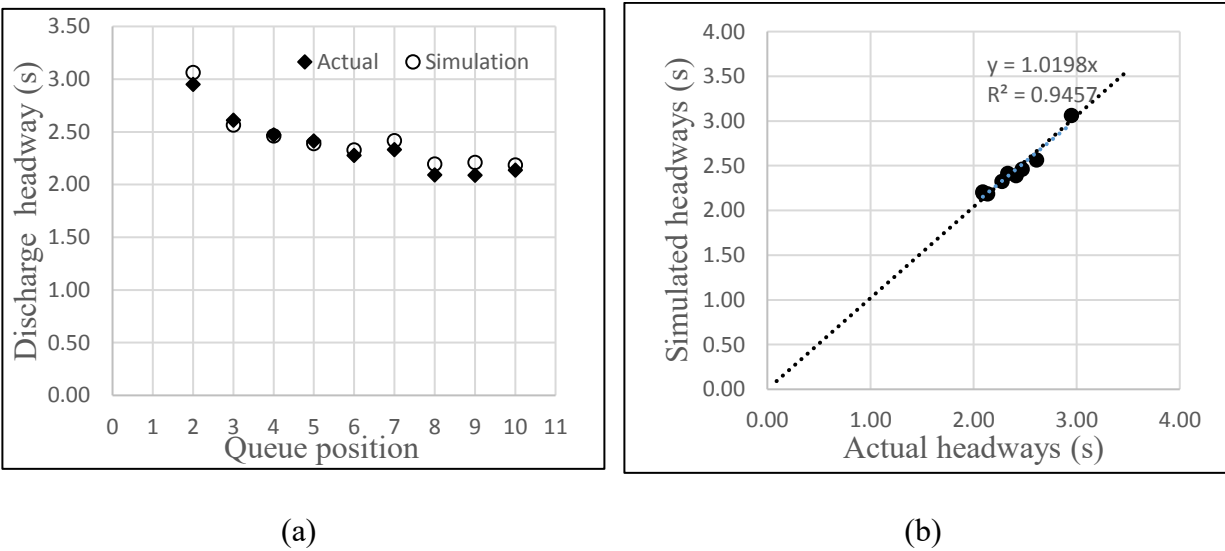 3.50
3.00
2.50
2.00
1.50
1.00
0.50
0.00
Actual
Simulation
Discharge headway (s)
0 1 2 3 4 5 6 7 8 9 10 11
Queue position
(a)
4.00
3.50
3.00
2.50
2.00
1.50
1.00
0.50
0.00
y = 1.0198x
R² = 0.9457
Simulated headways (s)
0.00 1.00 2.00 3.00 4.00
Actual headways (s)
(b)